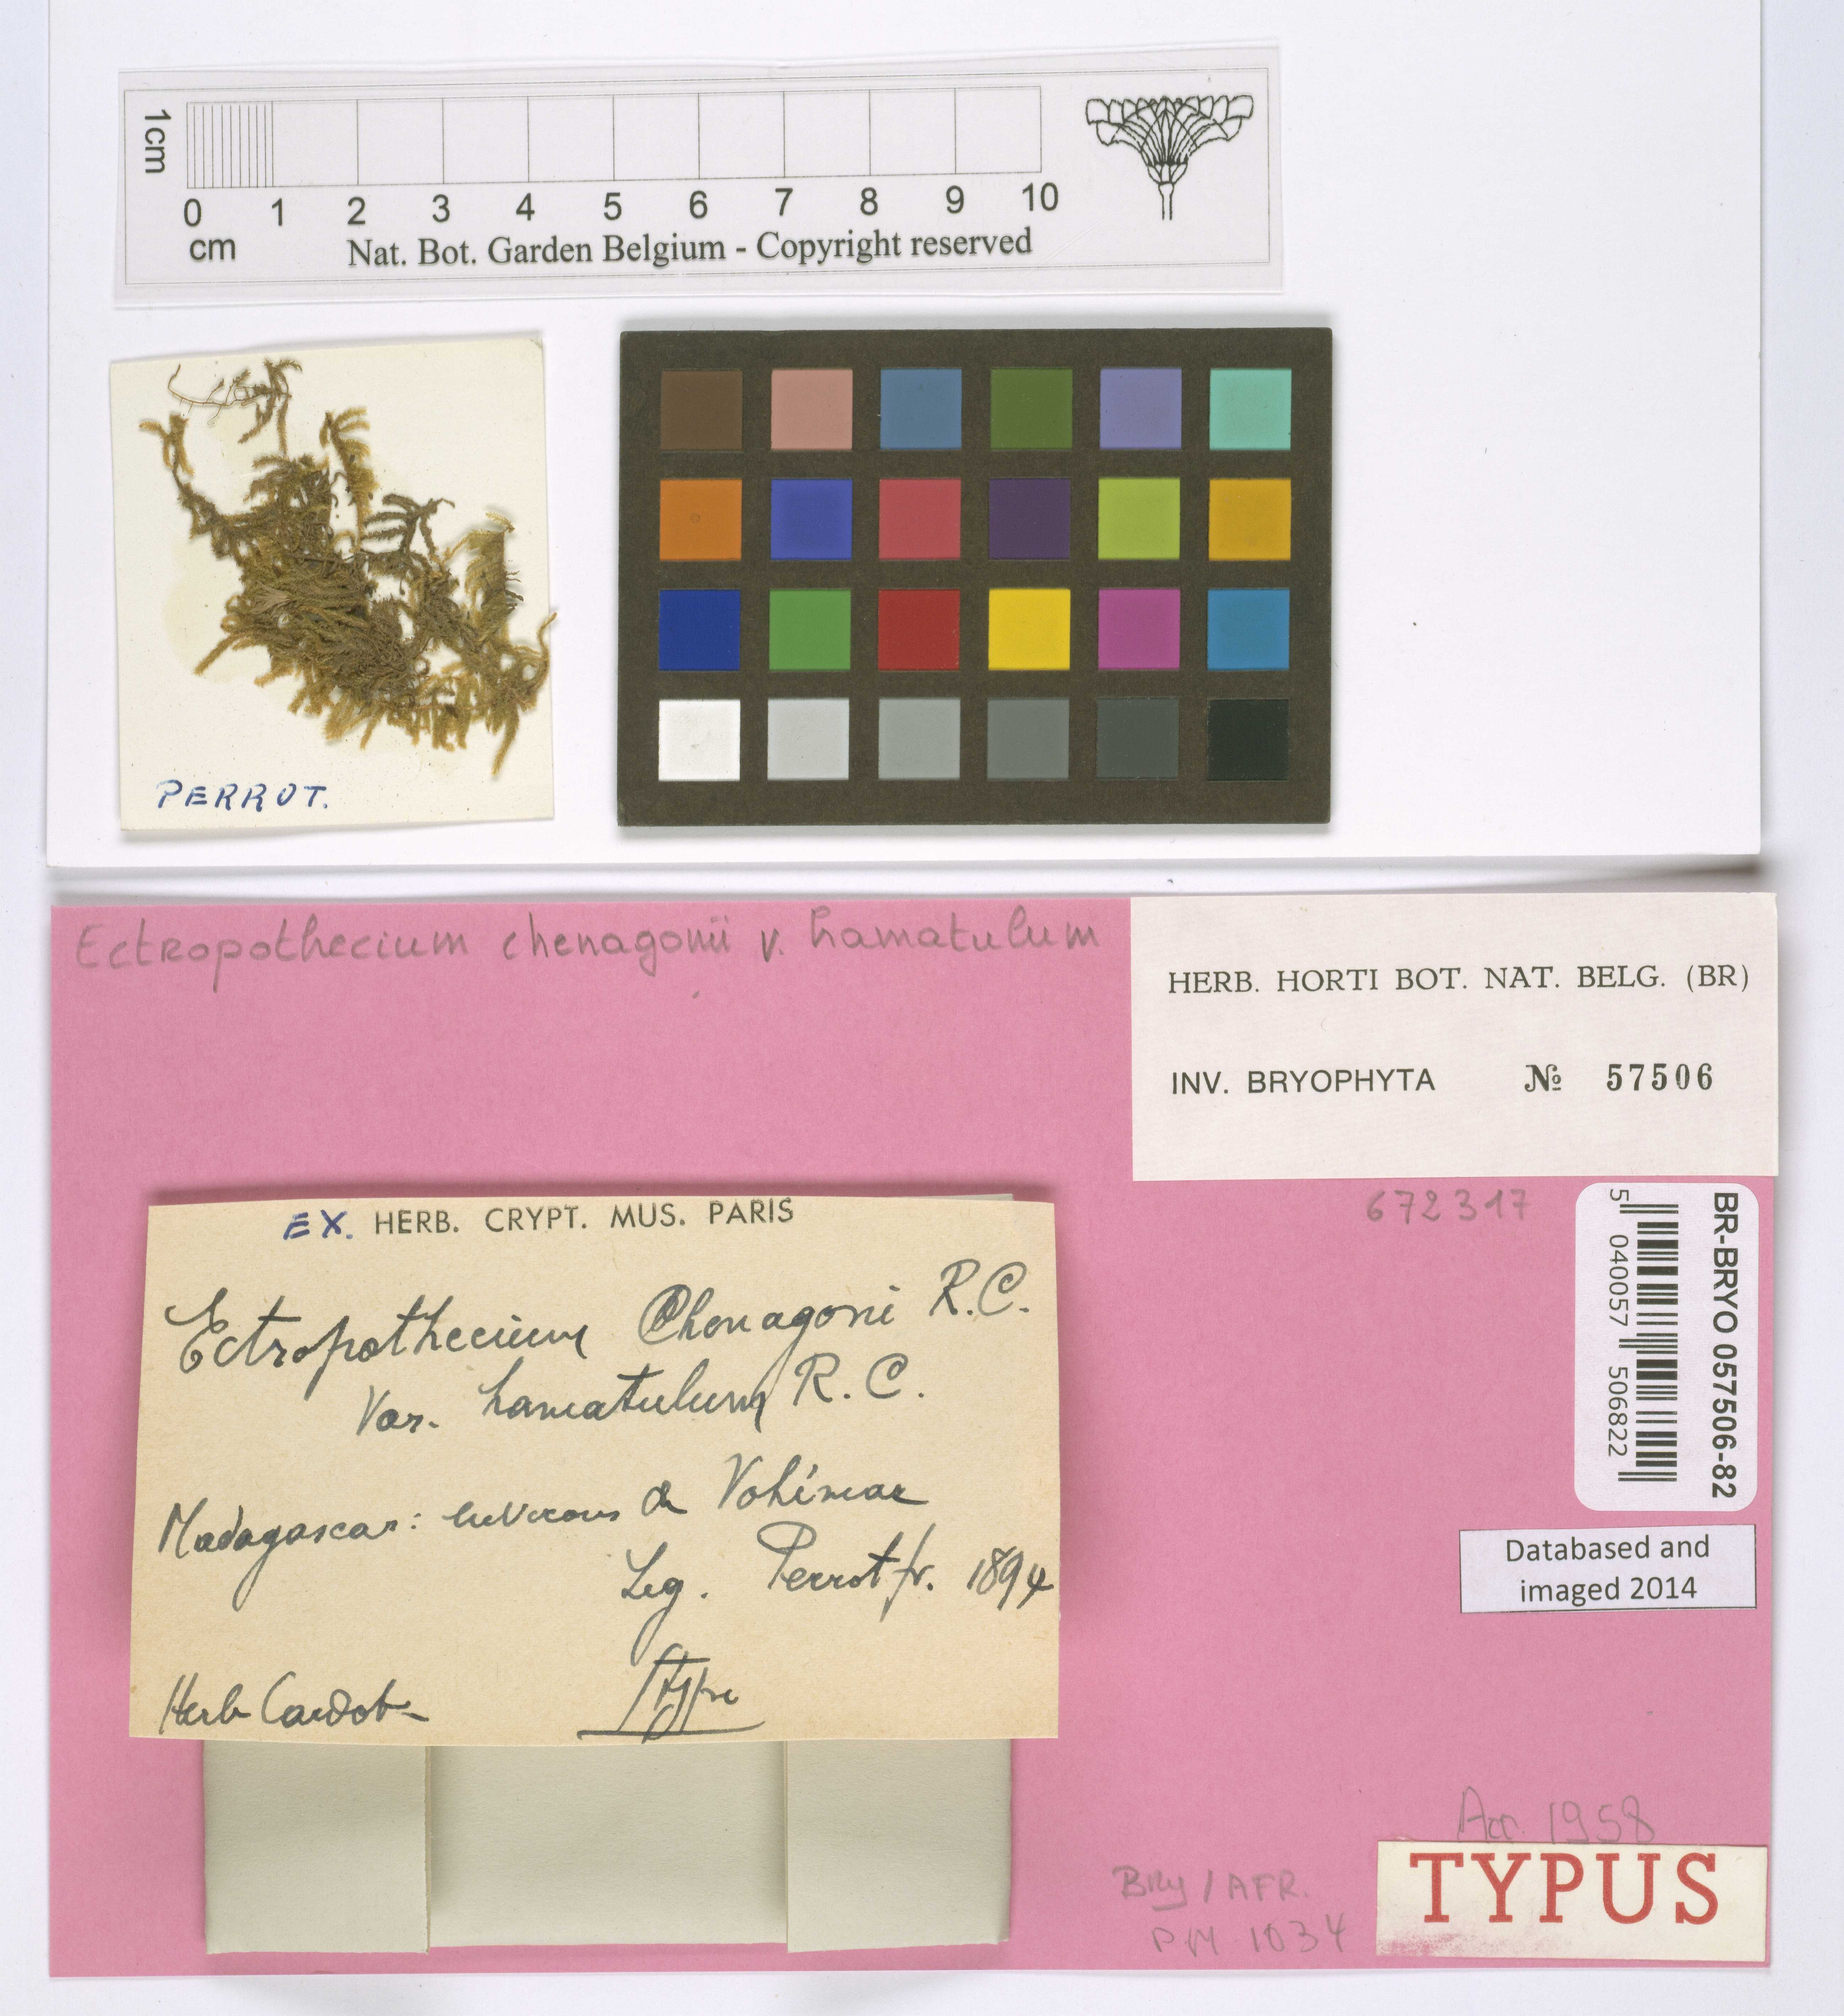 1cm
0 1 2 3 4 5 6 7 8 9 10
cm
Nat. Bot. Garden Belgium - Copyright reserved
PERROT.
Ectropothecium chenagonii v. hamatulum
HERB. HORTI BOT. NAT. BELG. (BR)
INV. BRYOPHYTA № 57506
672317
BR-BRYO 057506-82
5 040057 506822
Databased and
imaged 2014
EX. HERB. CRYPT. MUS. PARIS
Ectropothecium Chenagoni R.C.
Var. hamatulum R.C.
Madagascar: environs de Vohémar
Leg. Perrot fr. 1894
Type
Herb Cardot
Acc. 1958
TYPUS
Bry / AFR.
PM 1034